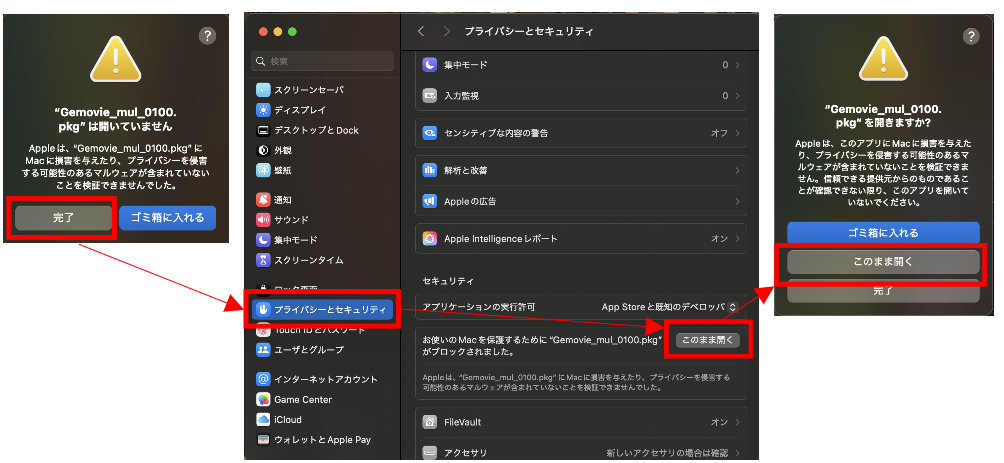 ?
“Gemovie_mul_0100.
pkg” は開いていません
Appleは、“Gemovie_mul_0100.pkg” に
Macに損害を与えたり、プライバシーを侵害
する可能性のあるマルウェアが含まれていない
ことを検証できませんでした。
完了
ゴミ箱に入れる
検索
スクリーンセーバ
ディスプレイ
デスクトップとDock
外観
壁紙
通知
サウンド
集中モード
スクリーンタイム
ロック画面
プライバシーとセキュリティ
Touch IDとパスワード
ユーザとグループ
インターネットアカウント
Game Center
iCloud
ウォレットとApple Pay
プライバシーとセキュリティ
集中モード 0
入力監視 0
センシティブな内容の警告 オフ
解析と改善
Appleの広告
Apple Intelligenceレポート オン
セキュリティ
アプリケーションの実行許可 App Storeと既知のデベロッパ
お使いのMacを保護するために “Gemovie_mul_0100.pkg”
がブロックされました。
このまま開く
Appleは、“Gemovie_mul_0100.pkg” にMacに損害を与えたり、プライバシーを侵害する
可能性のあるマルウェアが含まれていないことを検証できませんでした。
FileVault オン
アクセサリ 新しいアクセサリの場合は確認
?
“Gemovie_mul_0100.
pkg” を開きますか?
Appleは、このアプリにMacに損害を与えた
り、プライバシーを侵害する可能性のあるマ
ルウェアが含まれていないことを検証できま
せん。信頼できる提供元からのものであるこ
とが確認できない限り、このアプリを開いて
いないでください。
ゴミ箱に入れる
このまま開く
完了